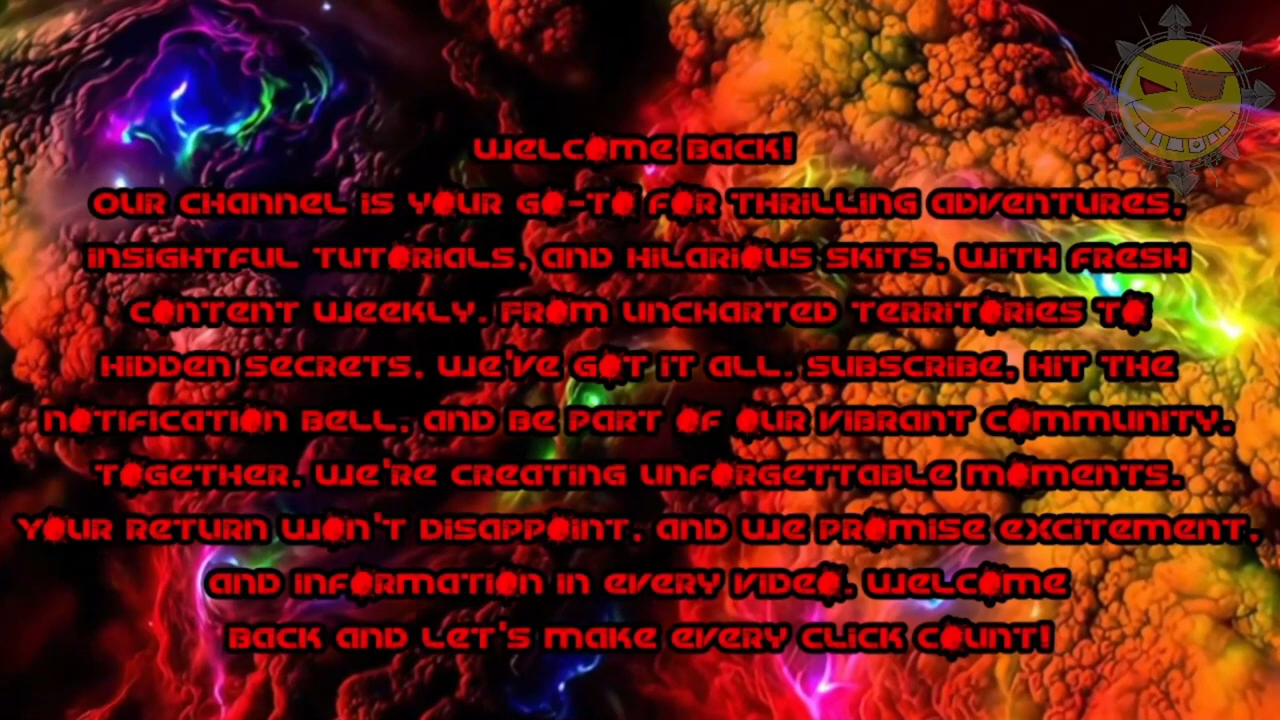 WELCOME BACK!
OUR CHANNEL IS YOUR GO-TO FOR THRILLING ADVENTURES,
INSIGHTFUL TUTORIALS, AND HILARIOUS SKITS, WITH FRESH
CONTENT WEEKLY. FROM UNCHARTED TERRITORIES TO
HIDDEN SECRETS, WE'VE GOT IT ALL. SUBSCRIBE, HIT THE
NOTIFICATION BELL, AND BE PART OF OUR VIBRANT COMMUNITY.
TOGETHER, WE'RE CREATING UNFORGETTABLE MOMENTS.
YOUR RETURN WON'T DISAPPOINT, AND WE PROMISE EXCITEMENT,
AND INFORMATION IN EVERY VIDEO. WELCOME
BACK AND LET'S MAKE EVERY CLICK COUNT!